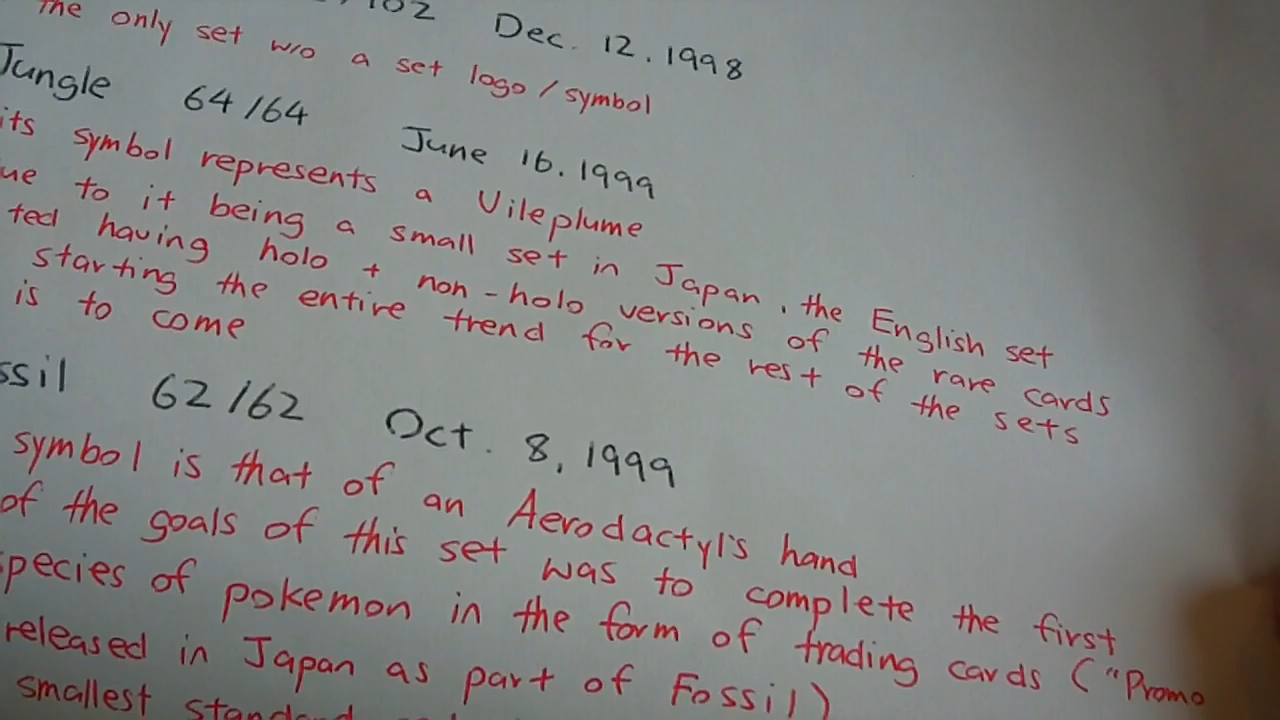 the only set w/o a set logo / symbol
/102 Dec. 12. 1998
Jungle 64/64 June 16. 1999
its symbol represents a Vileplume
ue to it being a small set in Japan, the English set
ted having holo + non-holo versions of the rare cards
starting the entire trend for the rest of the sets
is to come
ssil 62/62 Oct. 8, 1999
symbol is that of an Aerodactyl's hand
of the goals of this set was to complete the first
species of pokemon in the form of trading cards ("Promo
released in Japan as part of Fossil)
smallest standard